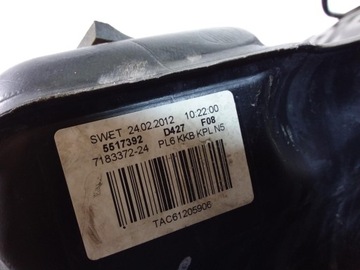 SWET 24.02.2012 10:22:00
5517392 D427 F08
7183372-24 PL6 KKB KPL N5
TAC61205906